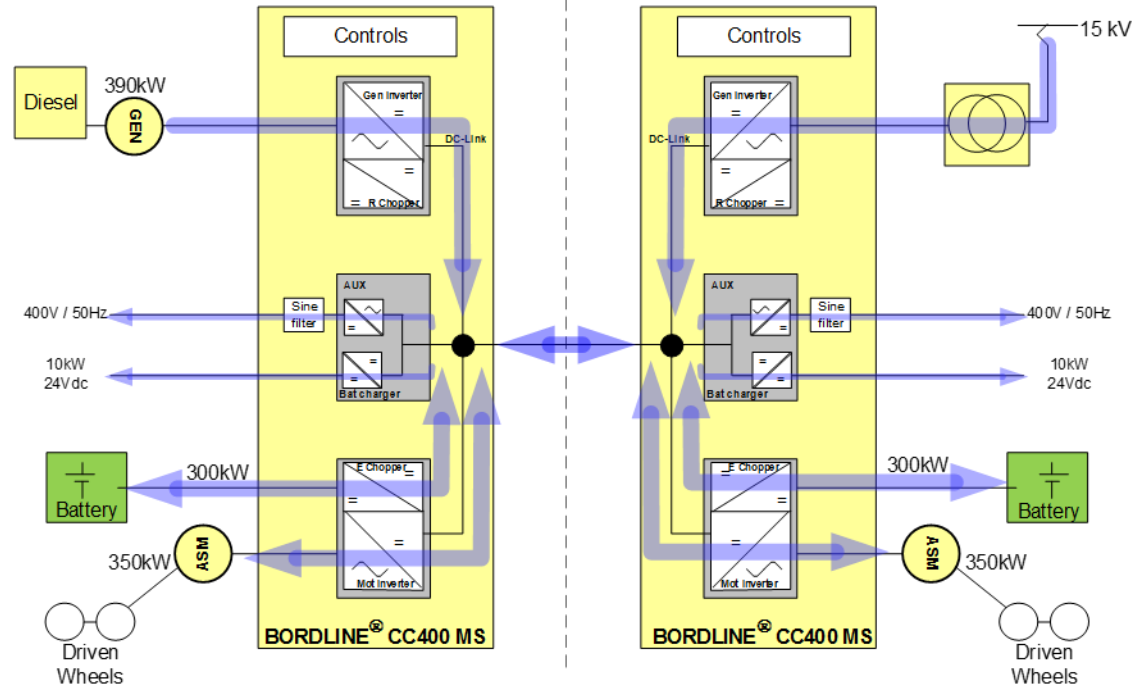 Controls
390kW
Diesel
GEN
Gen Inverter
DC-Link
R Chopper
AUX
400V / 50Hz
Sine
filter
10kW
24Vdc
Bat charger
E Chopper
300kW
Battery
ASM
350kW
Mot Inverter
Driven
Wheels
BORDLINE® CC400 MS
Controls
15 kV
Gen Inverter
DC-Link
R Chopper
AUX
Sine
filter
400V / 50Hz
10kW
24Vdc
Bat charger
E Chopper
300kW
Battery
ASM
350kW
Mot Inverter
Driven
Wheels
BORDLINE® CC400 MS